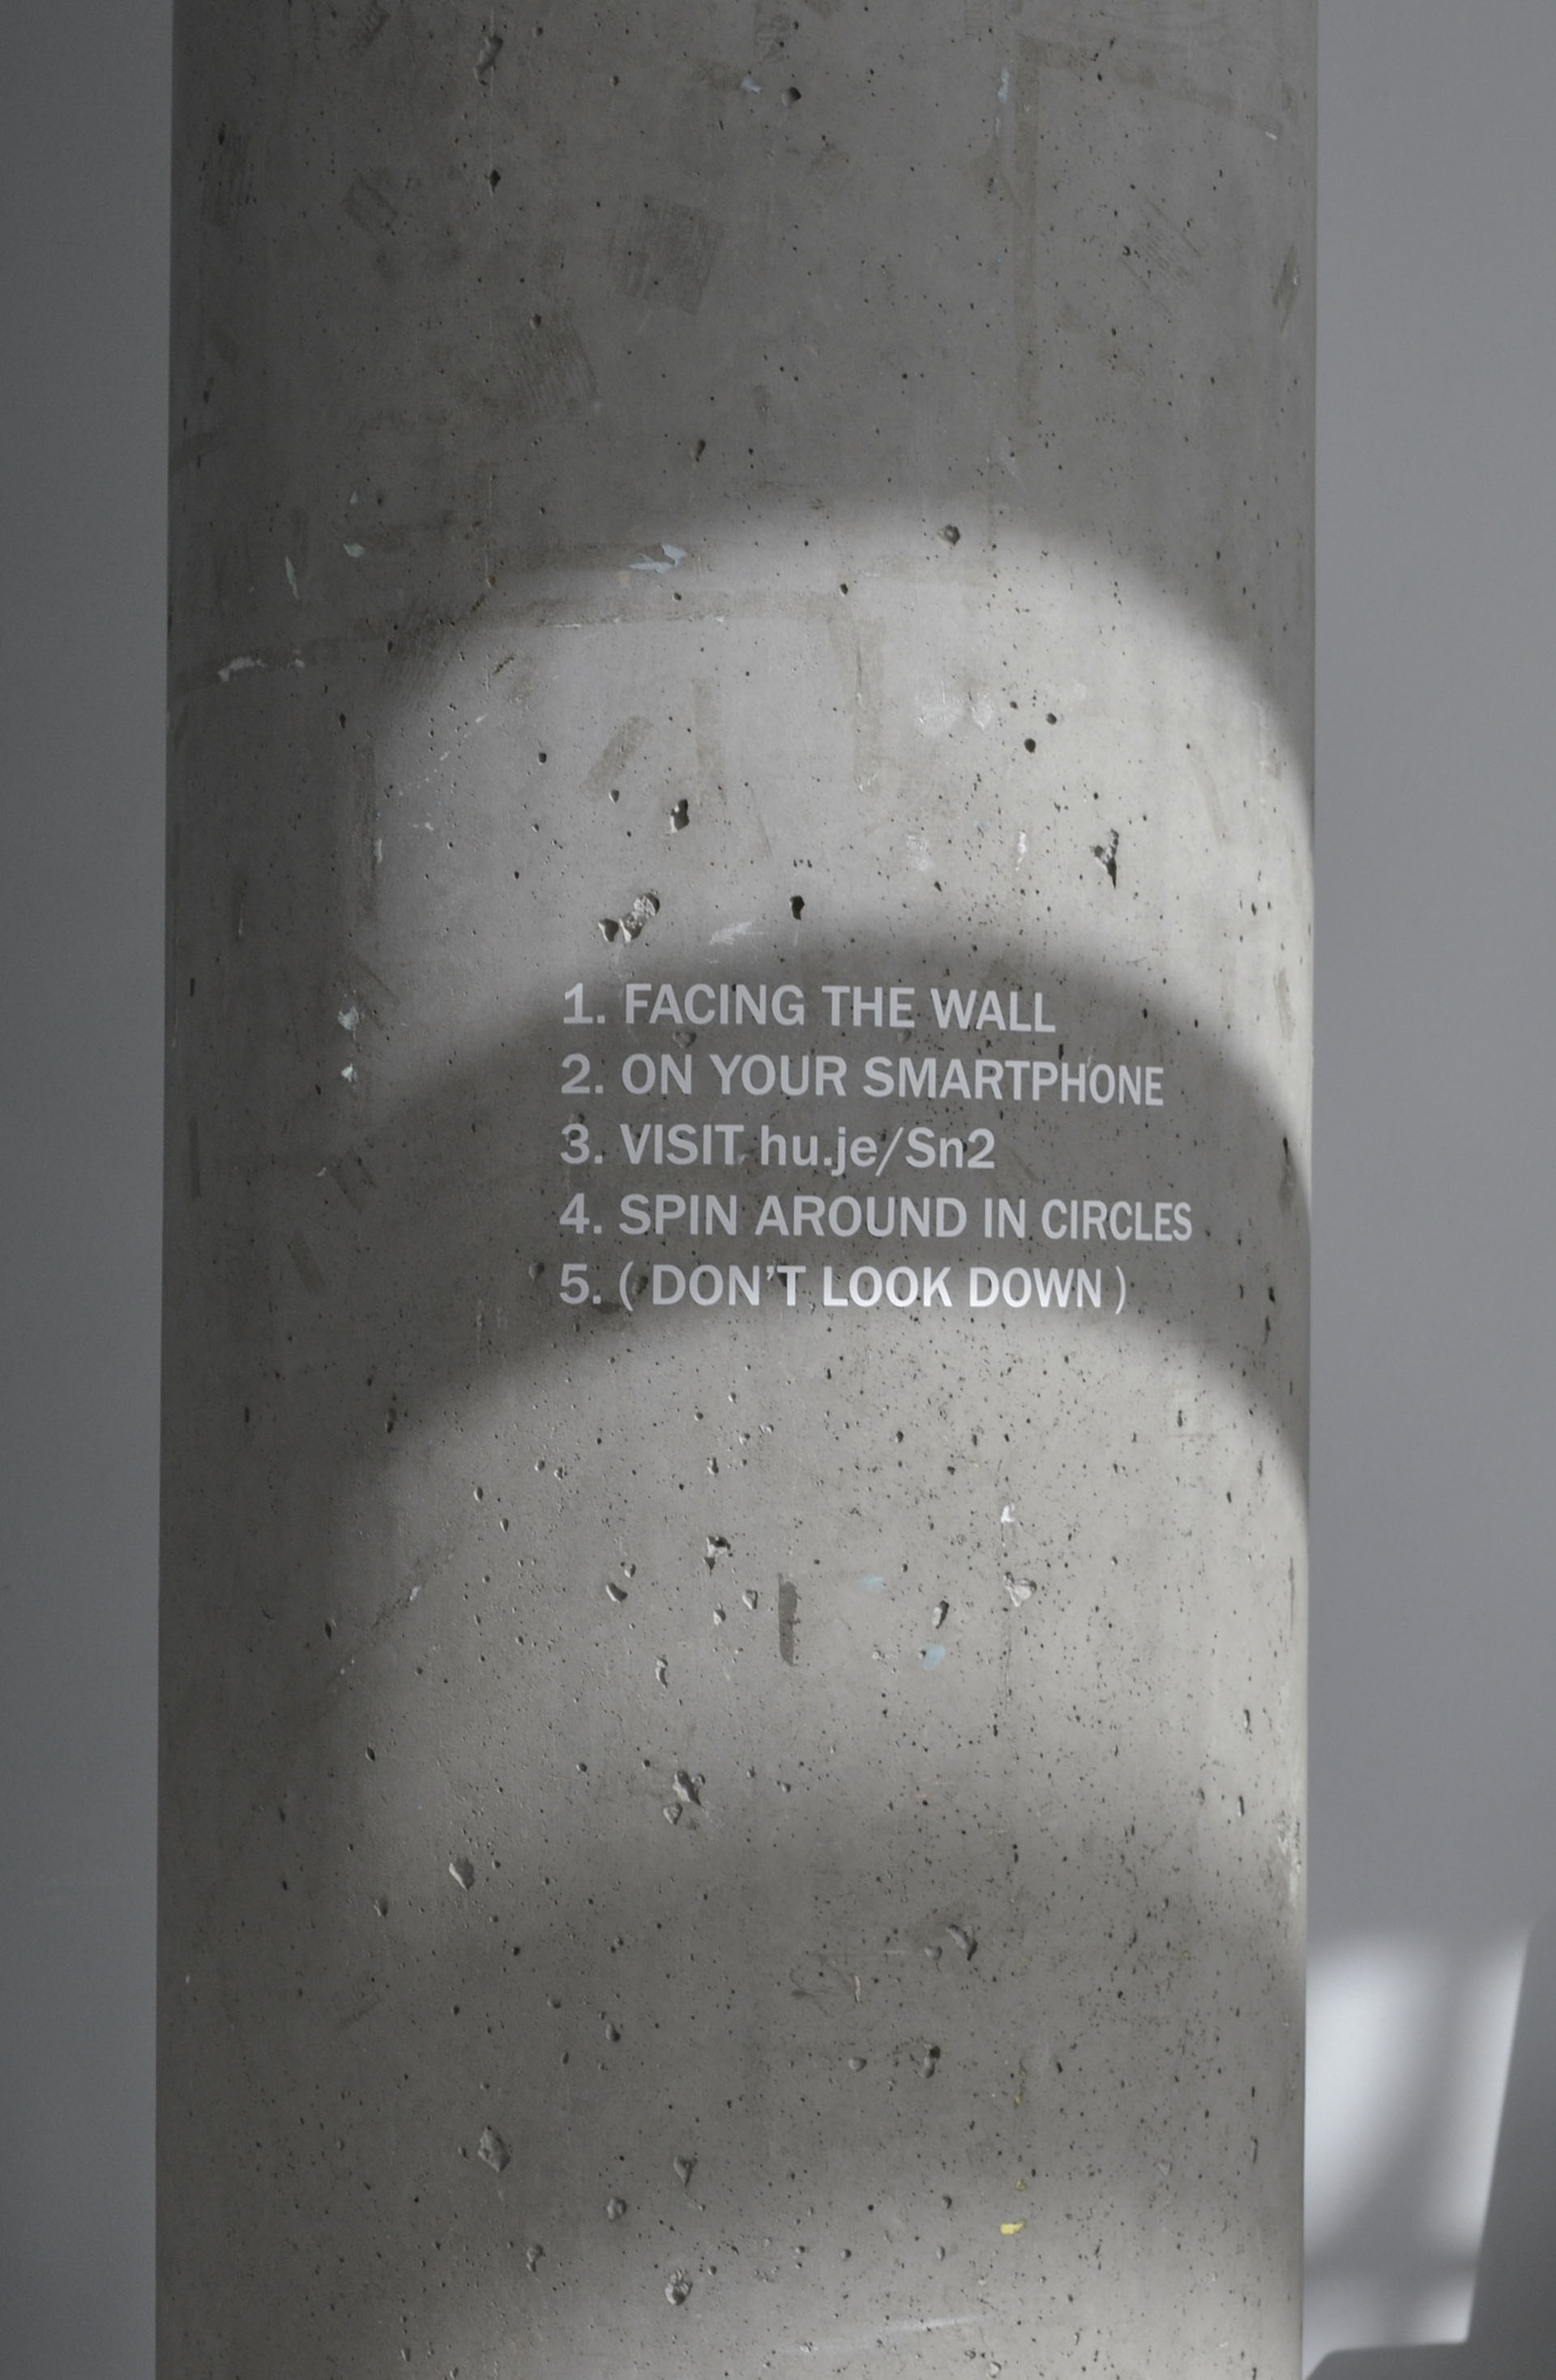 1. FACING THE WALL
2. ON YOUR SMARTPHONE
3. VISIT hu.je/Sn2
4. SPIN AROUND IN CIRCLES
5. ( DON'T LOOK DOWN )